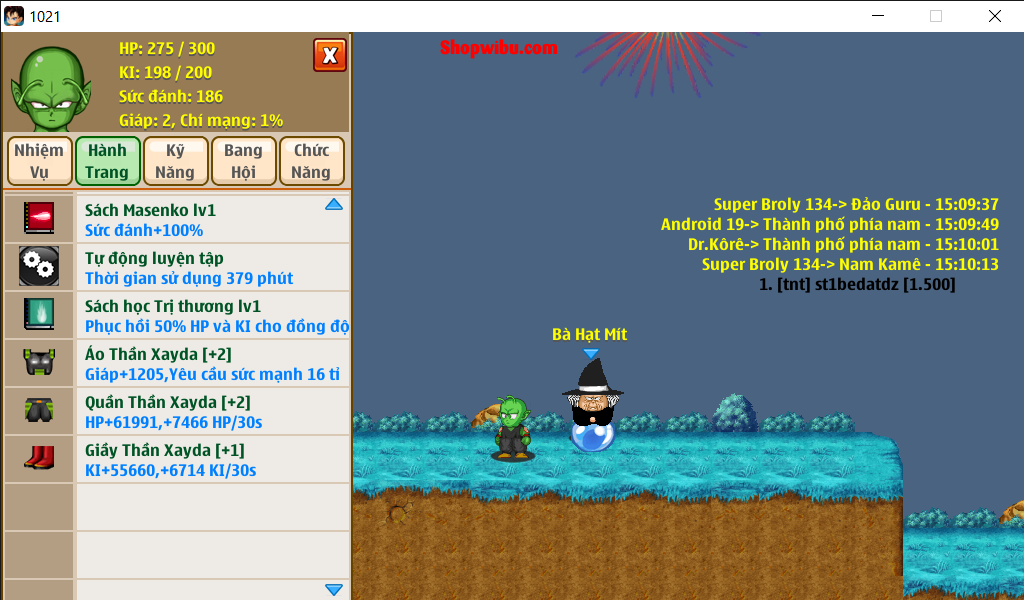 1021
HP: 275 / 300
KI: 198 / 200
Sức đánh: 186
Giáp: 2, Chí mạng: 1%
X
Nhiệm Vụ
Hành Trang
Kỹ Năng
Bang Hội
Chức Năng
Sách Masenko lv1
Sức đánh+100%
Tự động luyện tập
Thời gian sử dụng 379 phút
Sách học Trị thương lv1
Phục hồi 50% HP và KI cho đồng độ
Áo Thần Xayda [+2]
Giáp+1205,Yêu cầu sức mạnh 16 tỉ
Quần Thần Xayda [+2]
HP+61991,+7466 HP/30s
Giầy Thần Xayda [+1]
KI+55660,+6714 KI/30s
Shopwibu.com
Super Broly 134-> Đảo Guru - 15:09:37
Android 19-> Thành phố phía nam - 15:09:49
Dr.Kôrê-> Thành phố phía nam - 15:10:01
Super Broly 134-> Nam Kamê - 15:10:13
1. [tnt] st1bedatdz [1.500]
Bà Hạt Mít